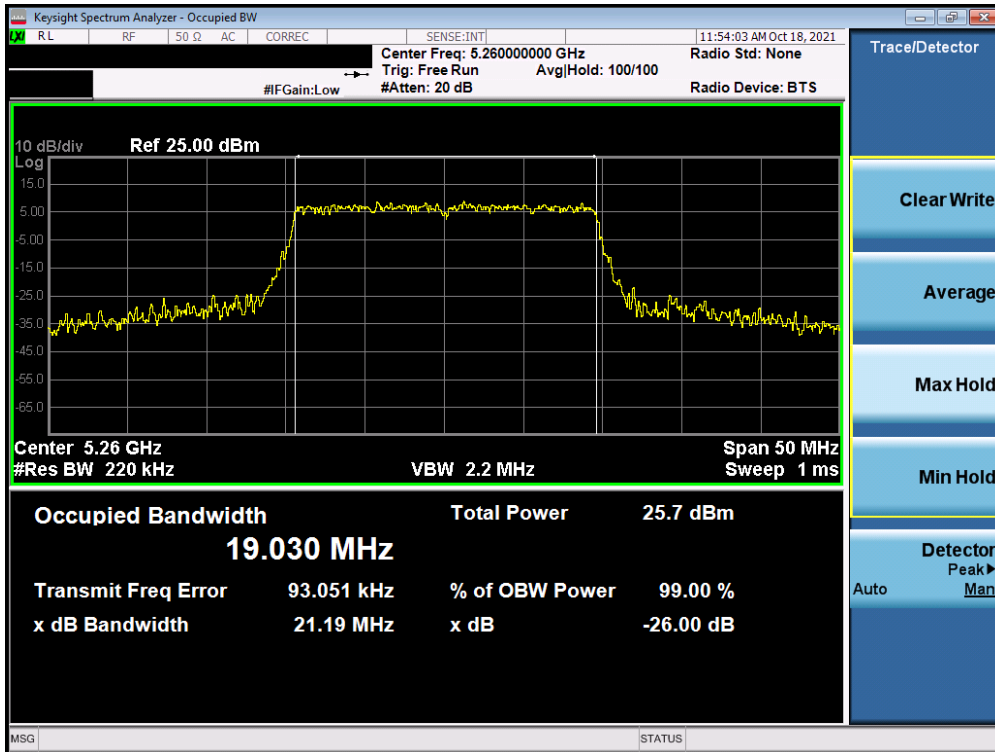 Keysight Spectrum Analyzer - Occupied BW
LXI RL RF 50 Ω AC CORREC SENSE:INT 11:54:03 AM Oct 18, 2021
Center Freq: 5.260000000 GHz Radio Std: None
Trig: Free Run Avg|Hold: 100/100
#IFGain:Low #Atten: 20 dB Radio Device: BTS
10 dB/div Ref 25.00 dBm
Log
15.0
5.00
-5.00
-15.0
-25.0
-35.0
-45.0
-55.0
-65.0
Center 5.26 GHz Span 50 MHz
#Res BW 220 kHz VBW 2.2 MHz Sweep 1 ms
Occupied Bandwidth Total Power 25.7 dBm
19.030 MHz
Transmit Freq Error 93.051 kHz % of OBW Power 99.00 %
x dB Bandwidth 21.19 MHz x dB -26.00 dB
MSG STATUS
Trace/Detector
Clear Write
Average
Max Hold
Min Hold
Detector
Peak▶
Auto Man